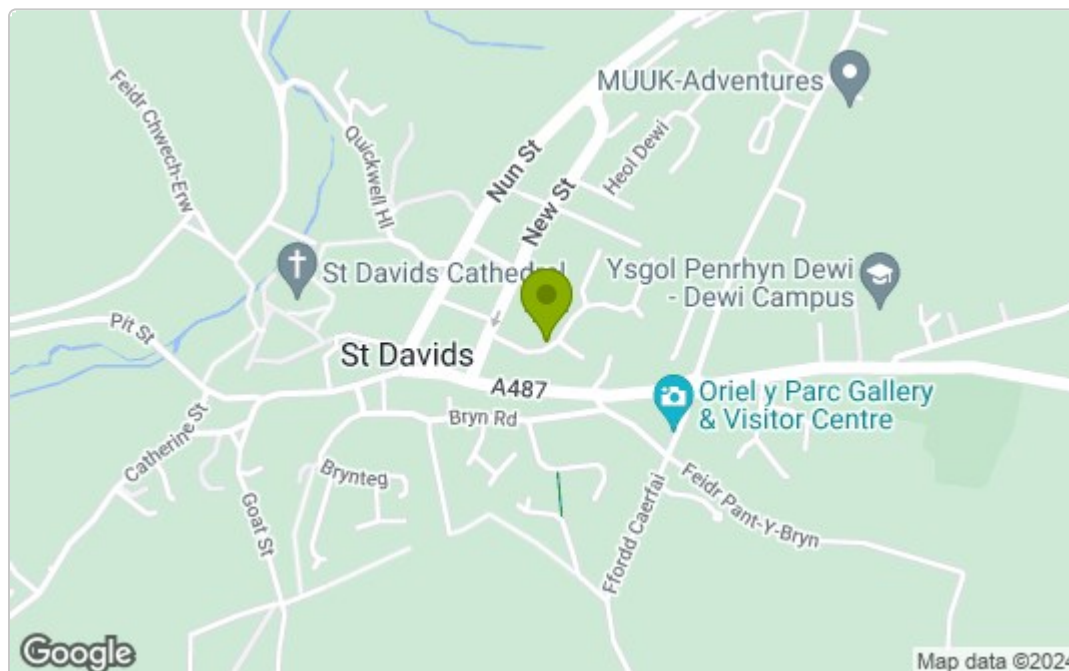 MUUK-Adventures
Feidr Chwech-Erw
Quickwell Hl
Nun St
Heol Dewi
New St
St Davids Cathedral
Ysgol Penrhyn Dewi
- Dewi Campus
Pit St
St Davids
A487
Oriel y Parc Gallery
& Visitor Centre
Bryn Rd
Catherine St
Brynteg
Goat St
Feidr Pant-Y-Bryn
Ffordd Caerfai
Google
Map data ©2024